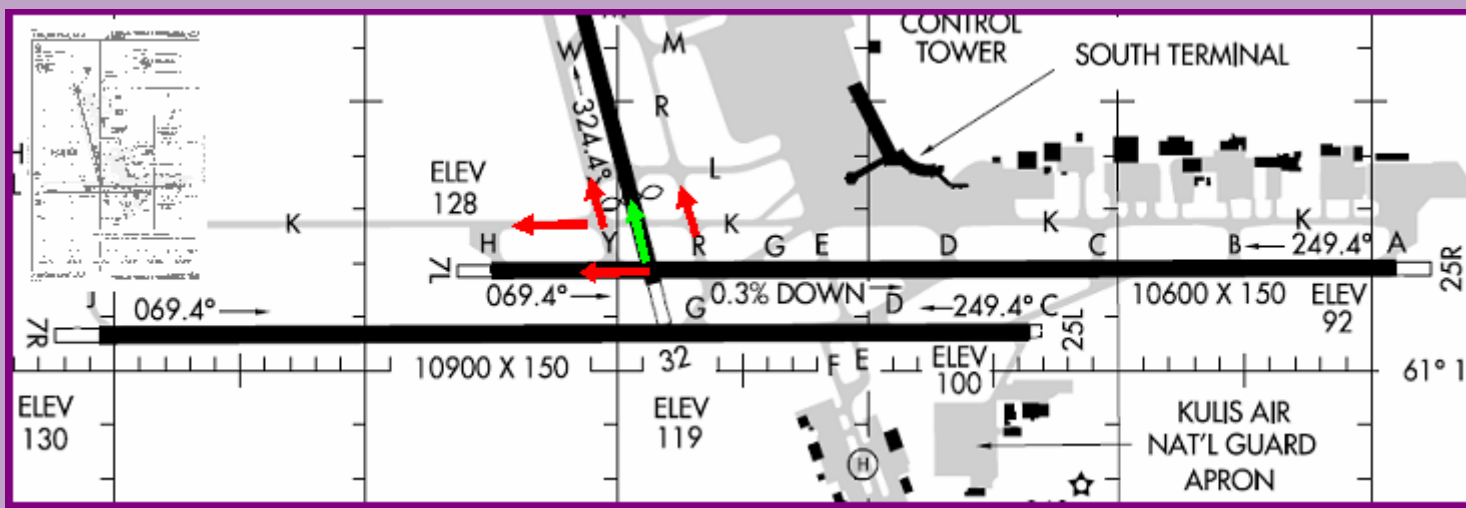 CONTROL
TOWER
SOUTH TERMINAL
W
M
324.4°
R
ELEV
128
L
K
K
K
K
H
Y
R
G
E
D
C
B
249.4°
A
7L
25R
069.4°
0.3% DOWN
10600 X 150
ELEV
92
J
069.4°
G
D
249.4°
C
7R
25L
10900 X 150
32
F
E
ELEV
100
61° 1
ELEV
130
ELEV
119
KULIS AIR
NAT'L GUARD
APRON
H